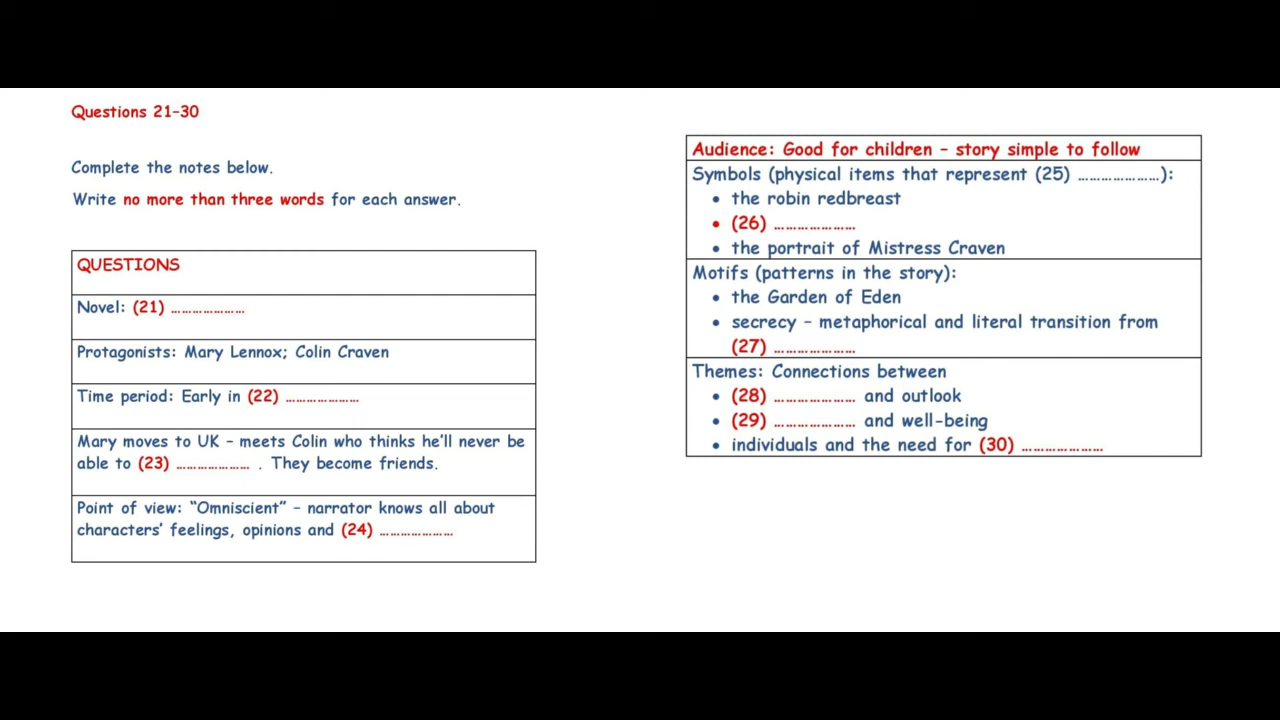 Questions 21–30
Complete the notes below.
Write no more than three words for each answer.
QUESTIONS
Novel: (21) …………………
Protagonists: Mary Lennox; Colin Craven
Time period: Early in (22) …………………
Mary moves to UK – meets Colin who thinks he'll never be
able to (23) ………………… . They become friends.
Point of view: “Omniscient” – narrator knows all about
characters' feelings, opinions and (24) …………………
Audience: Good for children – story simple to follow
Symbols (physical items that represent (25) …………………):
• the robin redbreast
• (26) …………………
• the portrait of Mistress Craven
Motifs (patterns in the story):
• the Garden of Eden
• secrecy – metaphorical and literal transition from
(27) …………………
Themes: Connections between
• (28) ………………… and outlook
• (29) ………………… and well-being
• individuals and the need for (30) …………………